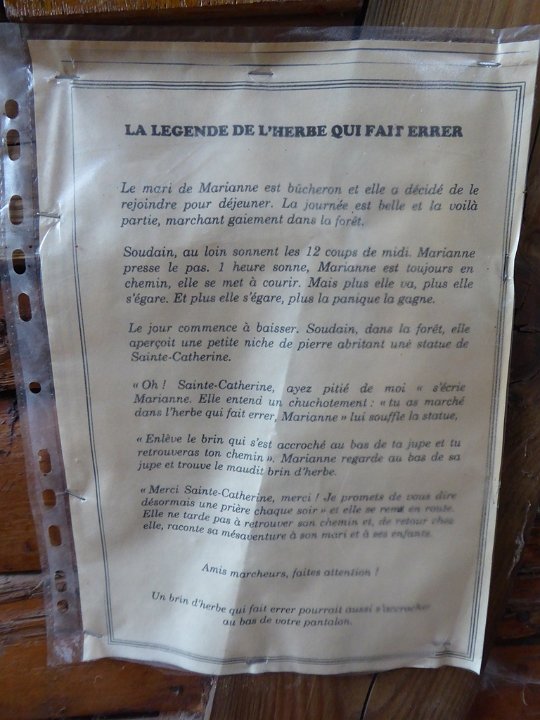 LA LEGENDE DE L'HERBE QUI FAIT ERRER
Le mari de Marianne est bûcheron et elle a décidé de le
rejoindre pour déjeuner. La journée est belle et la voilà
partie, marchant gaiement dans la forêt.
Soudain, au loin sonnent les 12 coups de midi. Marianne
presse le pas. 1 heure sonne, Marianne est toujours en
chemin, elle se met à courir. Mais plus elle va, plus elle
s'égare. Et plus elle s'égare, plus la panique la gagne.
Le jour commence à baisser. Soudain, dans la forêt, elle
aperçoit une petite niche de pierre abritant une statue de
Sainte-Catherine.
« Oh ! Sainte-Catherine, ayez pitié de moi « s'écrie
Marianne. Elle entend un chuchotement : « tu as marché
dans l'herbe qui fait errer, Marianne » lui souffle la statue.
« Enlève le brin qui s'est accroché au bas de ta jupe et tu
retrouveras ton chemin ». Marianne regarde au bas de sa
jupe et trouve le maudit brin d'herbe.
« Merci Sainte-Catherine, merci ! Je promets de vous dire
désormais une prière chaque soir » et elle se remet en route.
Elle ne tarde pas à retrouver son chemin et, de retour chez
elle, raconte sa mésaventure à son mari et à ses enfants.
Amis marcheurs, faites attention !
Un brin d'herbe qui fait errer pourrait aussi s'accrocher
au bas de votre pantalon.